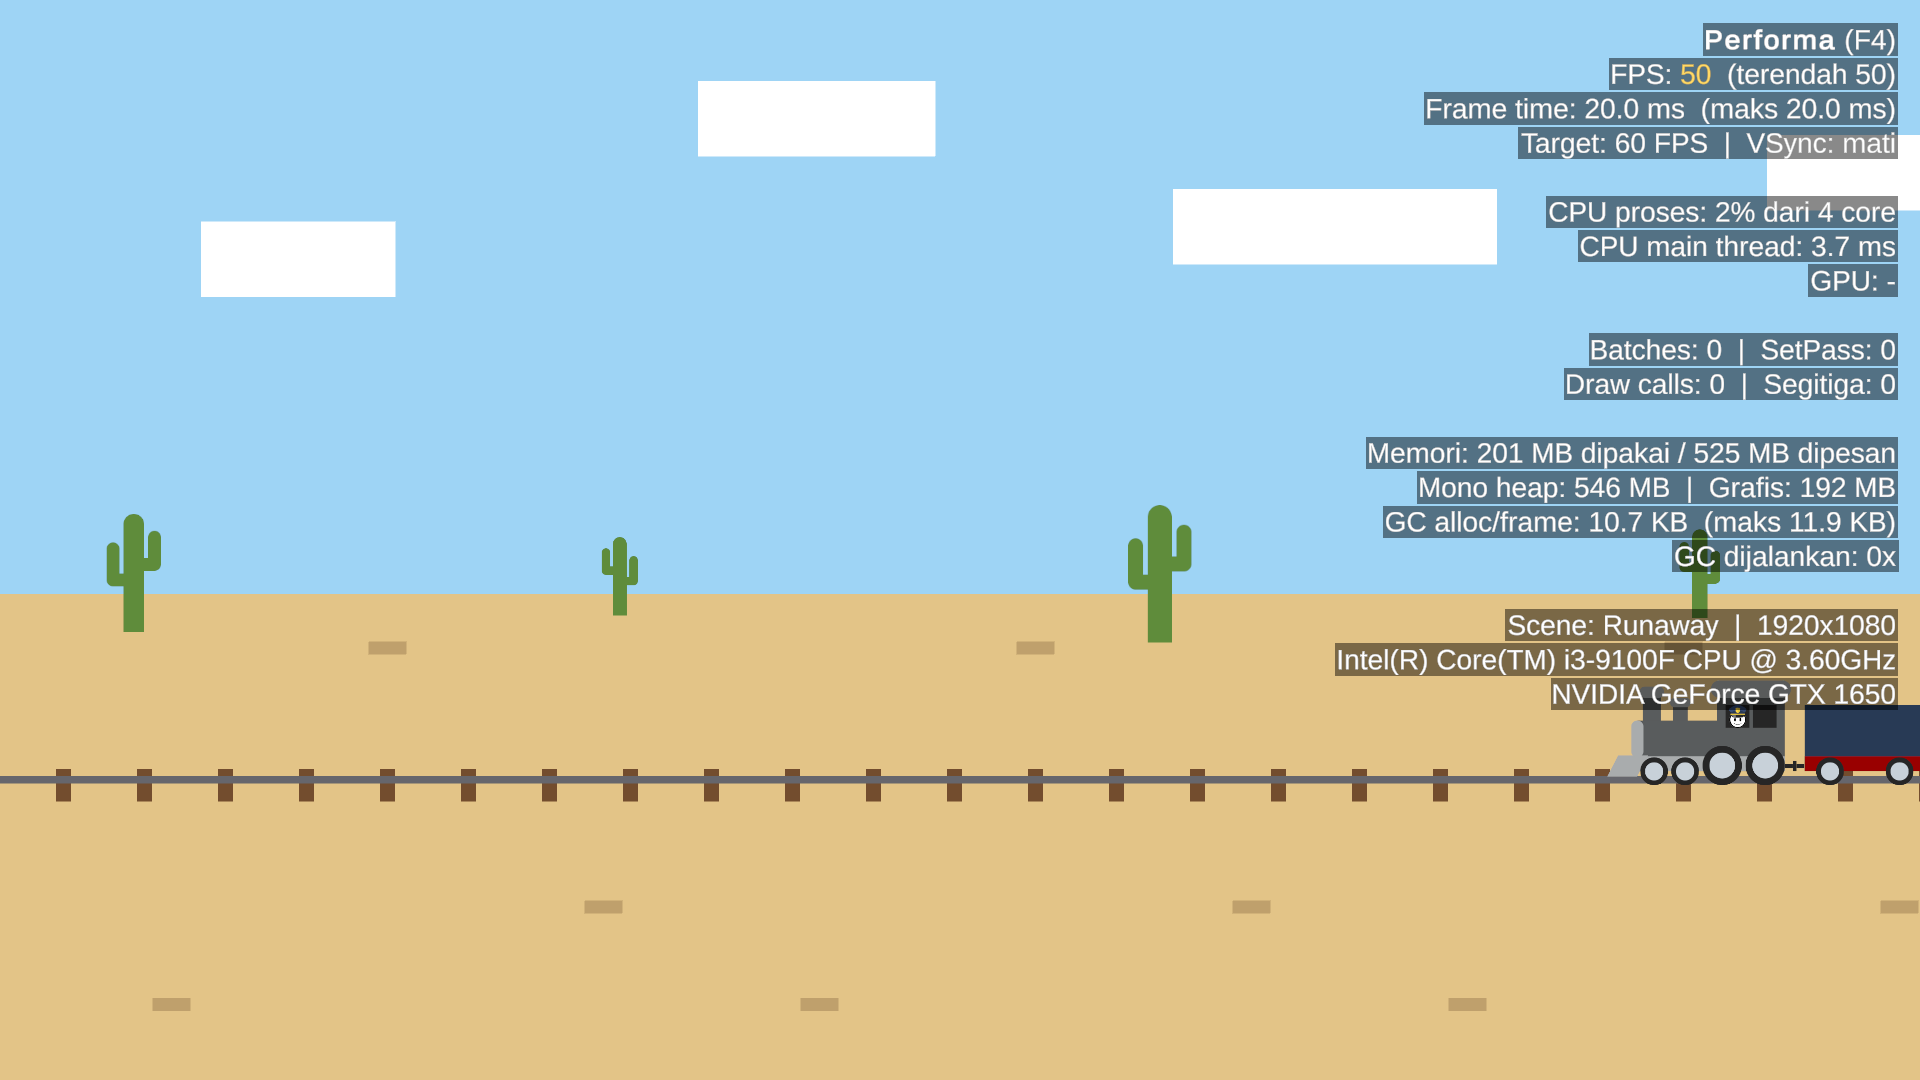 Performa (F4)
FPS: 50 (terendah 50)
Frame time: 20.0 ms (maks 20.0 ms)
Target: 60 FPS | VSync: mati
CPU proses: 2% dari 4 core
CPU main thread: 3.7 ms
GPU: -
Batches: 0 | SetPass: 0
Draw calls: 0 | Segitiga: 0
Memori: 201 MB dipakai / 525 MB dipesan
Mono heap: 546 MB | Grafis: 192 MB
GC alloc/frame: 10.7 KB (maks 11.9 KB)
GC dijalankan: 0x
Scene: Runaway | 1920x1080
Intel(R) Core(TM) i3-9100F CPU @ 3.60GHz
NVIDIA GeForce GTX 1650